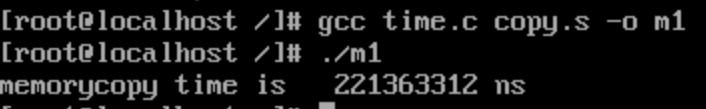 [root@localhost /]# gcc time.c copy.s -o m1
[root@localhost /]# ./m1
memorycopy time is   221363312 ns